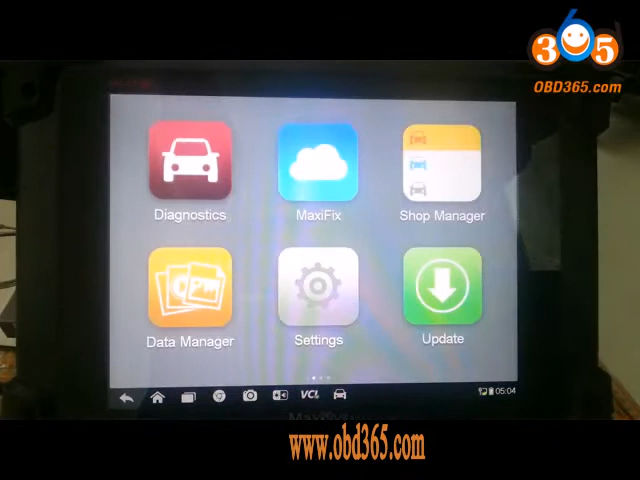 365
OBD365.com
Diagnostics
MaxiFix
Shop Manager
Data Manager
Settings
Update
VCI
05:04
www.obd365.com